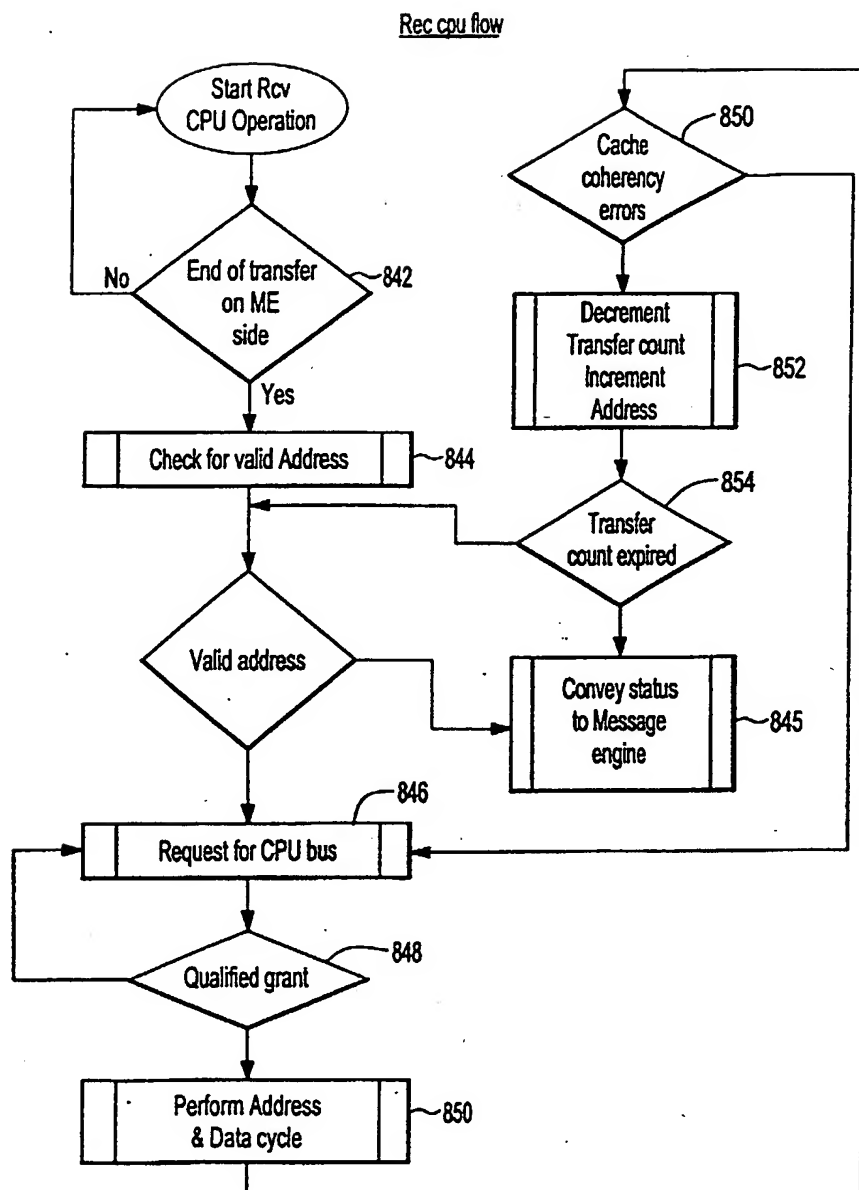 Rec cpu flow
Start Rcv
CPU Operation
No
End of transfer
on ME
side
842
Yes
Check for valid Address
844
Valid address
846
Request for CPU bus
Qualified grant
848
Perform Address
& Data cycle
850
850
Cache
coherency
errors
Decrement
Transfer count
Increment
Address
852
854
Transfer
count expired
Convey status
to Message
engine
845